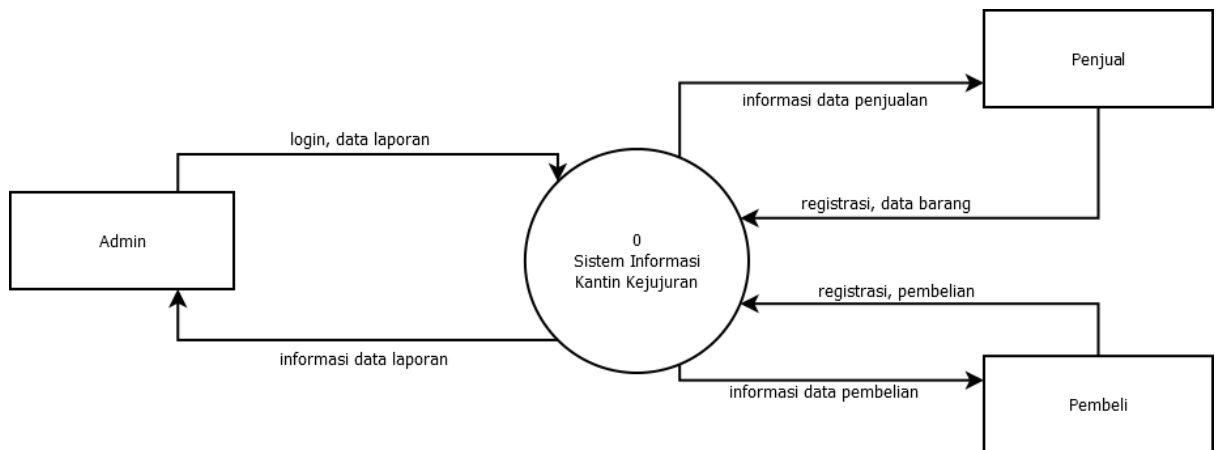 Penjual
informasi data penjualan
login, data laporan
registrasi, data barang
Admin
0
Sistem Informasi
Kantin Kejujuran
registrasi, pembelian
informasi data laporan
informasi data pembelian
Pembeli